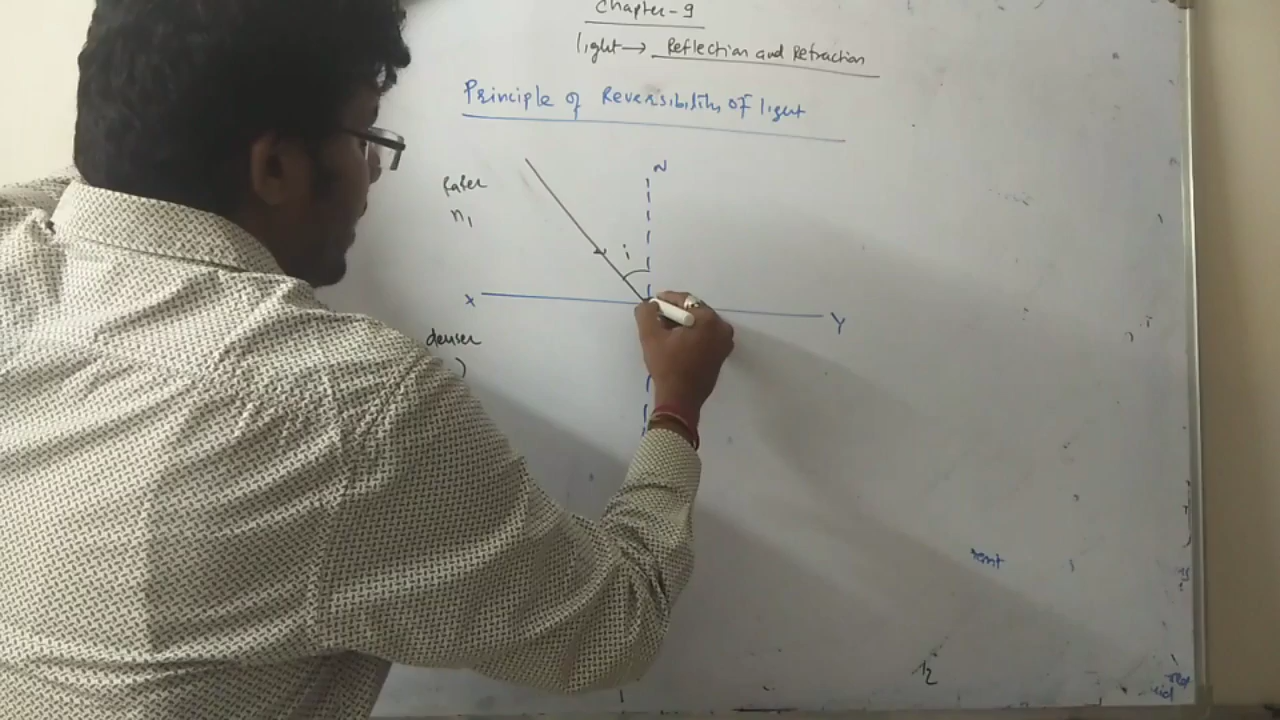 Chapter-9
light→ Reflection and Refraction
Principle of Reversibility of light
N
rarer
n1
i
x
Y
denser